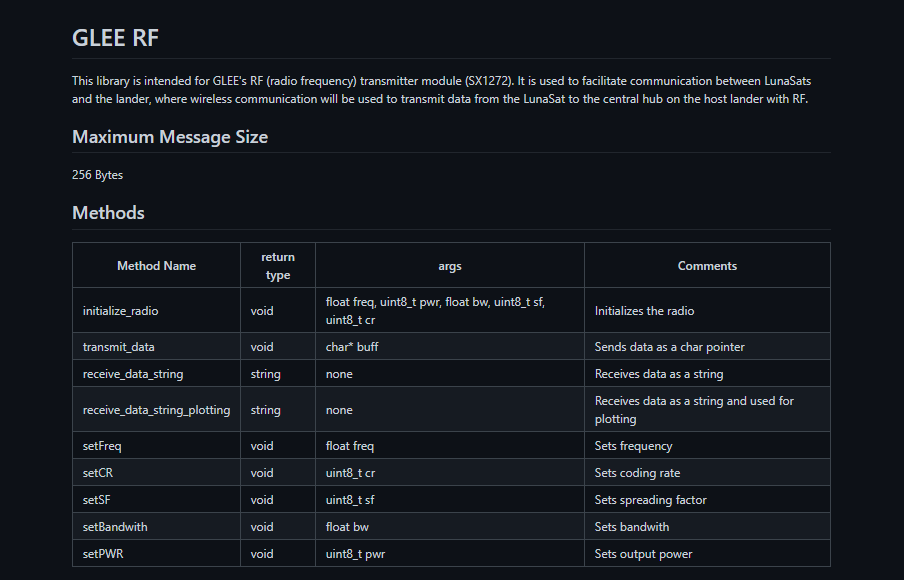 GLEE RF
This library is intended for GLEE's RF (radio frequency) transmitter module (SX1272). It is used to facilitate communication between LunaSats
and the lander, where wireless communication will be used to transmit data from the LunaSat to the central hub on the host lander with RF.
Maximum Message Size
256 Bytes
Methods
Method Name return type args Comments
initialize_radio void float freq, uint8_t pwr, float bw, uint8_t sf, uint8_t cr Initializes the radio
transmit_data void char* buff Sends data as a char pointer
receive_data_string string none Receives data as a string
receive_data_string_plotting string none Receives data as a string and used for plotting
setFreq void float freq Sets frequency
setCR void uint8_t cr Sets coding rate
setSF void uint8_t sf Sets spreading factor
setBandwith void float bw Sets bandwith
setPWR void uint8_t pwr Sets output power